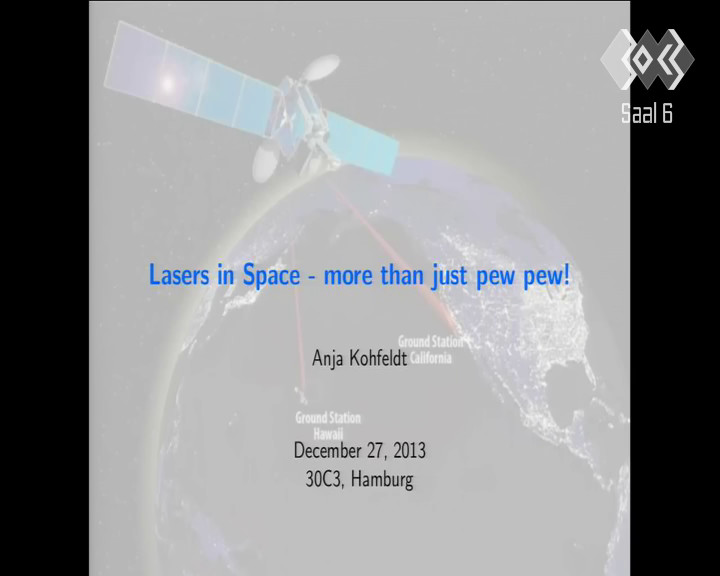 Saal 6
Lasers in Space - more than just pew pew!
Ground Station
California
Anja Kohfeldt
Ground Station
Hawaii
December 27, 2013
30C3, Hamburg